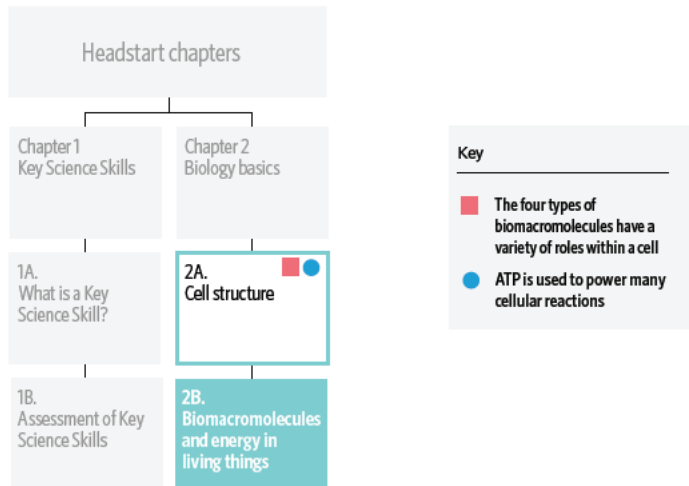 Headstart chapters
Chapter 1
Key Science Skills
Chapter 2
Biology basics
1A.
What is a Key
Science Skill?
2A.
Cell structure
1B.
Assessment of Key
Science Skills
2B.
Biomacromolecules
and energy in
living things
Key
The four types of
biomacromolecules have a
variety of roles within a cell
ATP is used to power many
cellular reactions